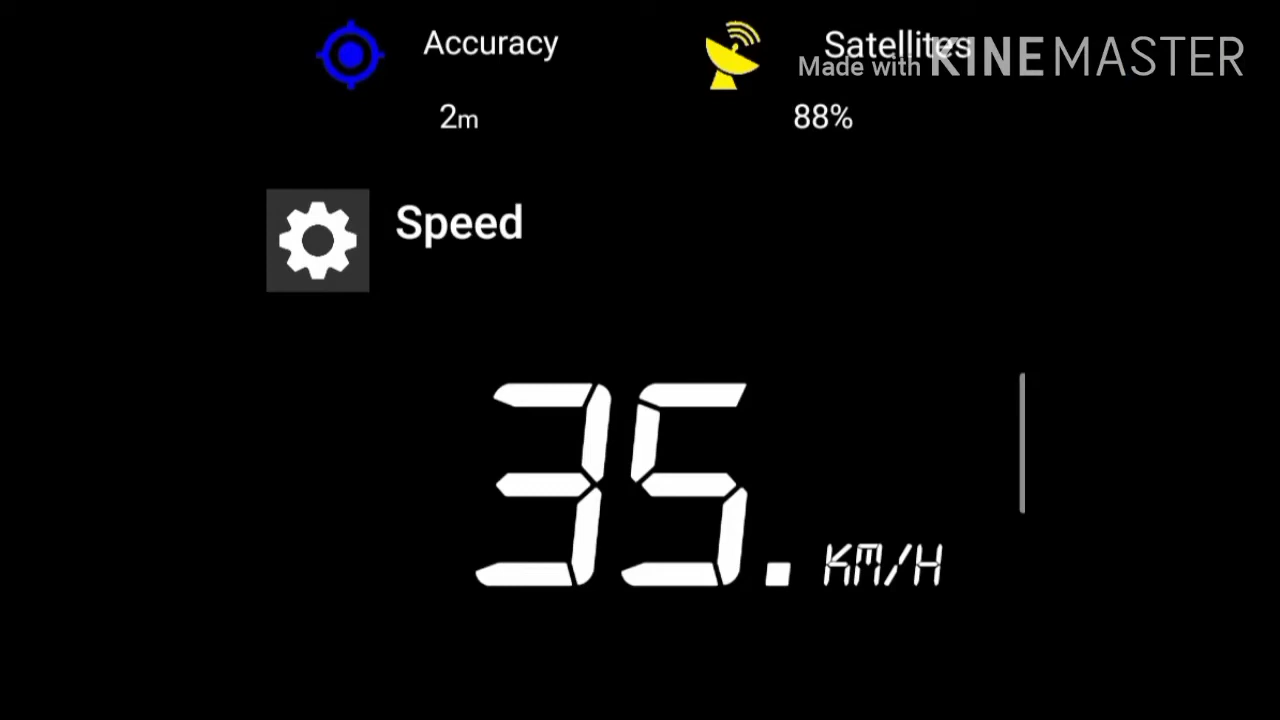 Accuracy
Satellites
Made with KINEMASTER
2m
88%
Speed
35. KM/H